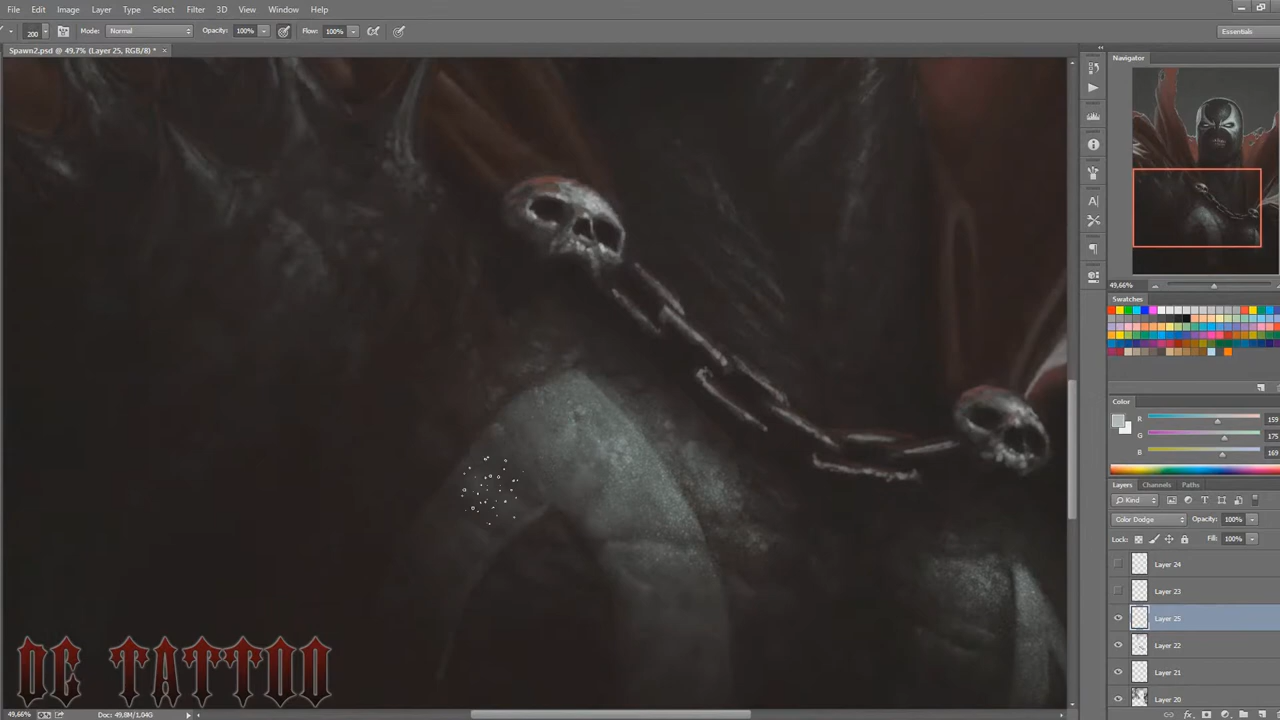 File Edit Image Layer Type Select Filter 3D View Window Help
200 Mode: Normal Opacity: 100% Flow: 100% Essentials
Spawn2.psd @ 49,7% (Layer 25, RGB/8) * ×
Navigator
49,66%
Swatches
Color
R 159
G 175
B 169
Layers Channels Paths
Kind
Color Dodge Opacity: 100%
Lock: Fill: 100%
Layer 24
Layer 23
Layer 25
Layer 22
Layer 21
Layer 20
DC TATTOO
49,66% Doc: 49,8M/1,04G